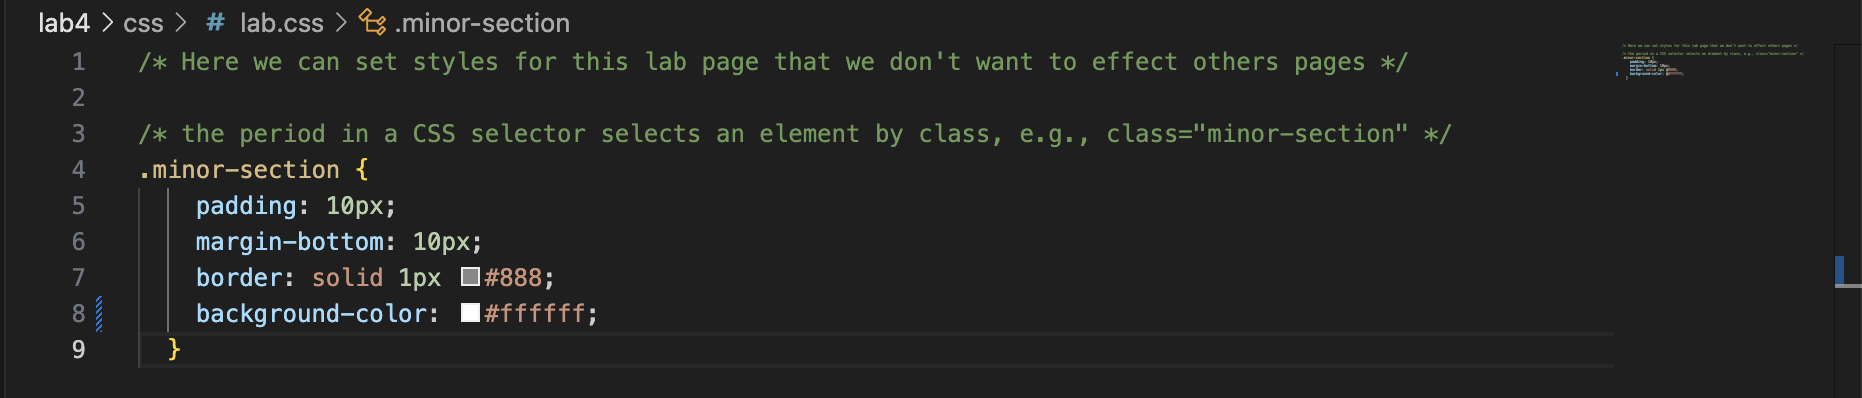 lab4 > css > # lab.css > .minor-section
1 /* Here we can set styles for this lab page that we don't want to effect others pages */
2
3 /* the period in a CSS selector selects an element by class, e.g., class="minor-section" */
4 .minor-section {
5 padding: 10px;
6 margin-bottom: 10px;
7 border: solid 1px #888;
8 background-color: #ffffff;
9 }